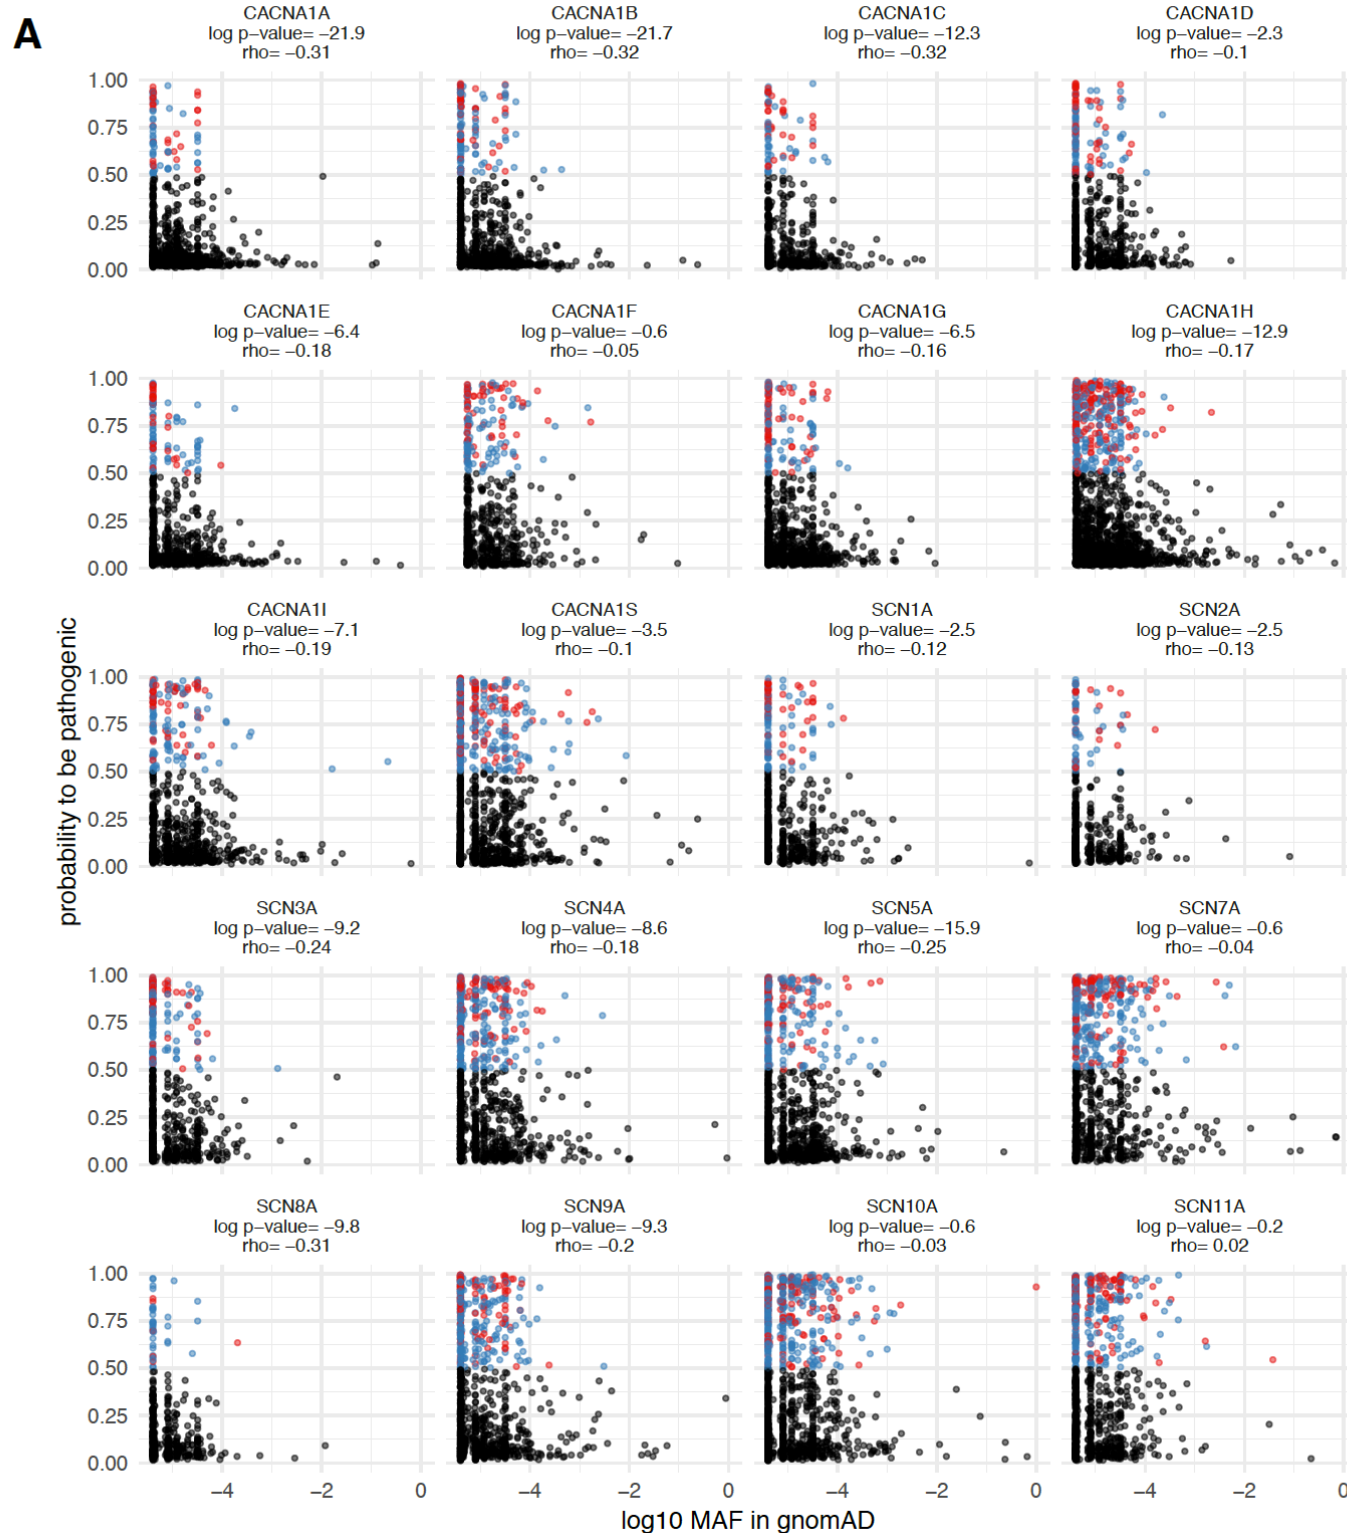 A
CACNA1A
log p-value= −21.9
rho= −0.31
CACNA1B
log p-value= −21.7
rho= −0.32
CACNA1C
log p-value= −12.3
rho= −0.32
CACNA1D
log p-value= −2.3
rho= −0.1
1.00
0.75
0.50
0.25
0.00
CACNA1E
log p-value= −6.4
rho= −0.18
CACNA1F
log p-value= −0.6
rho= −0.05
CACNA1G
log p-value= −6.5
rho= −0.16
CACNA1H
log p-value= −12.9
rho= −0.17
1.00
0.75
0.50
0.25
0.00
CACNA1I
log p-value= −7.1
rho= −0.19
CACNA1S
log p-value= −3.5
rho= −0.1
SCN1A
log p-value= −2.5
rho= −0.12
SCN2A
log p-value= −2.5
rho= −0.13
probability to be pathogenic
1.00
0.75
0.50
0.25
0.00
SCN3A
log p-value= −9.2
rho= −0.24
SCN4A
log p-value= −8.6
rho= −0.18
SCN5A
log p-value= −15.9
rho= −0.25
SCN7A
log p-value= −0.6
rho= −0.04
1.00
0.75
0.50
0.25
0.00
SCN8A
log p-value= −9.8
rho= −0.31
SCN9A
log p-value= −9.3
rho= −0.2
SCN10A
log p-value= −0.6
rho= −0.03
SCN11A
log p-value= −0.2
rho= 0.02
1.00
0.75
0.50
0.25
0.00
−4 −2 0 −4 −2 0 −4 −2 0 −4 −2 0
log10 MAF in gnomAD